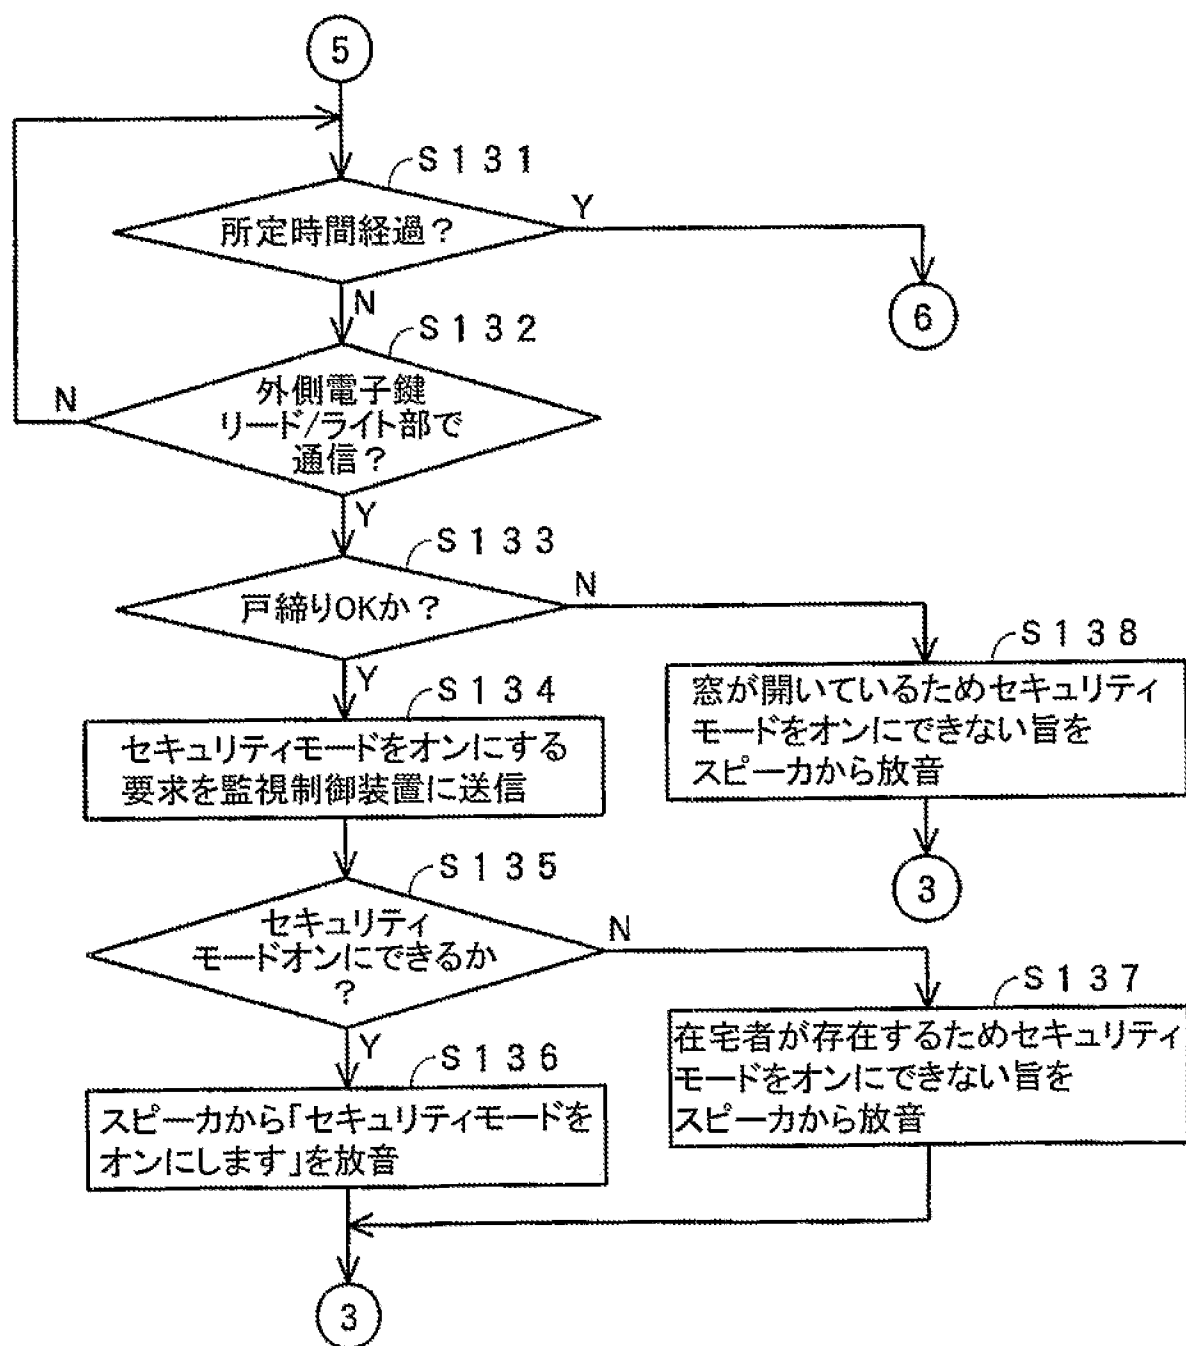 5
S131
所定時間経過?
Y
N
6
S132
外側電子鍵
リード/ライト部で
通信?
N
Y
S133
戸締りOKか?
N
Y
S138
窓が開いているためセキュリティ
モードをオンにできない旨を
スピーカから放音
3
S134
セキュリティモードをオンにする
要求を監視制御装置に送信
S135
セキュリティ
モードオンにできるか
?
N
Y
S137
在宅者が存在するためセキュリティ
モードをオンにできない旨を
スピーカから放音
S136
スピーカから「セキュリティモードを
オンにします」を放音
3